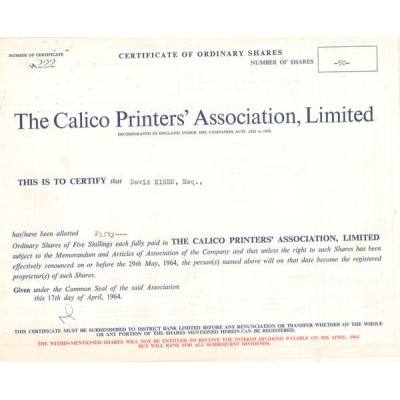 CERTIFICATE OF ORDINARY SHARES
NUMBER OF CERTIFICATE
222
NUMBER OF SHARES
-50-
The Calico Printers' Association, Limited
INCORPORATED IN ENGLAND UNDER THE COMPANIES ACTS
THIS IS TO CERTIFY that David EISEN, Esq.,
has/have been allotted Fifty----
Ordinary Shares of Five Shillings each fully paid in THE CALICO PRINTERS' ASSOCIATION, LIMITED
subject to the Memorandum and Articles of Association of the Company and that unless the right to such Shares has been
effectively renounced on or before the 29th May, 1964, the person(s) named above will on that date become the registered
proprietor(s) of such Shares.
Given under the Common Seal of the said Association
this 17th day of April, 1964.
THIS CERTIFICATE MUST BE SURRENDERED TO DISTRICT BANK LIMITED BEFORE ANY RENUNCIATION OR TRANSFER WHETHER OF THE WHOLE
OR ANY PORTION OF THE SHARES MENTIONED HEREIN CAN BE REGISTERED.
THE WITHIN-MENTIONED SHARES WILL NOT BE ENTITLED TO RECEIVE THE INTERIM DIVIDEND PAYABLE ON 30th APRIL, 1964
BUT WILL RANK FOR ALL SUBSEQUENT DIVIDENDS.